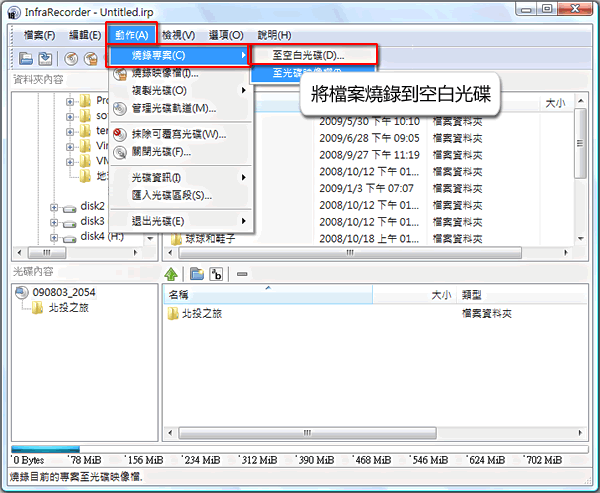 InfraRecorder - Untitled.irp
檔案(F) 編輯(E) 動作(A) 檢視(V) 選項(O) 說明(H)
燒錄專案(C)
至空白光碟(D)...
燒錄映像檔(I)...
至光碟映像檔(I)...
複製光碟(O)
管理光碟軌道(M)...
抹除可覆寫光碟(W)...
關閉光碟(F)...
光碟資訊(I)
匯入光碟區段(S)...
退出光碟(E)
將檔案燒錄到空白光碟
資料夾內容
大小
disk2
disk3
disk4 (H:)
2009/5/30 下午 10:10 檔案資料夾
2009/6/28 下午 09:05 檔案資料夾
2008/9/27 下午 11:19 檔案資料夾
2008/10/12 下午 01... 檔案資料夾
2009/1/3 下午 07:07 檔案資料夾
2008/10/12 下午 01... 檔案資料夾
2008/10/12 下午 01... 檔案資料夾
球球和鞋子 2008/10/18 上午 01... 檔案資料夾
光碟內容
090803_2054
北投之旅
名稱 大小 類型
北投之旅 檔案資料夾
0 Bytes 78 MiB 156 MiB 234 MiB 312 MiB 390 MiB 468 MiB 546 MiB 624 MiB 702 MiB
燒錄目前的專案至光碟映像檔.